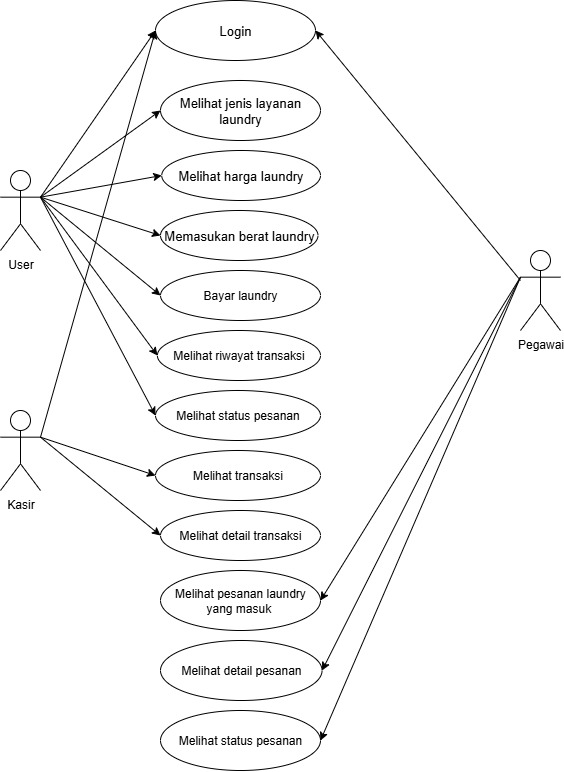 Login
Melihat jenis layanan
laundry
Melihat harga laundry
User
Memasukan berat laundry
Bayar laundry
Pegawai
Melihat riwayat transaksi
Melihat status pesanan
Kasir
Melihat transaksi
Melihat detail transaksi
Melihat pesanan laundry
yang masuk
Melihat detail pesanan
Melihat status pesanan